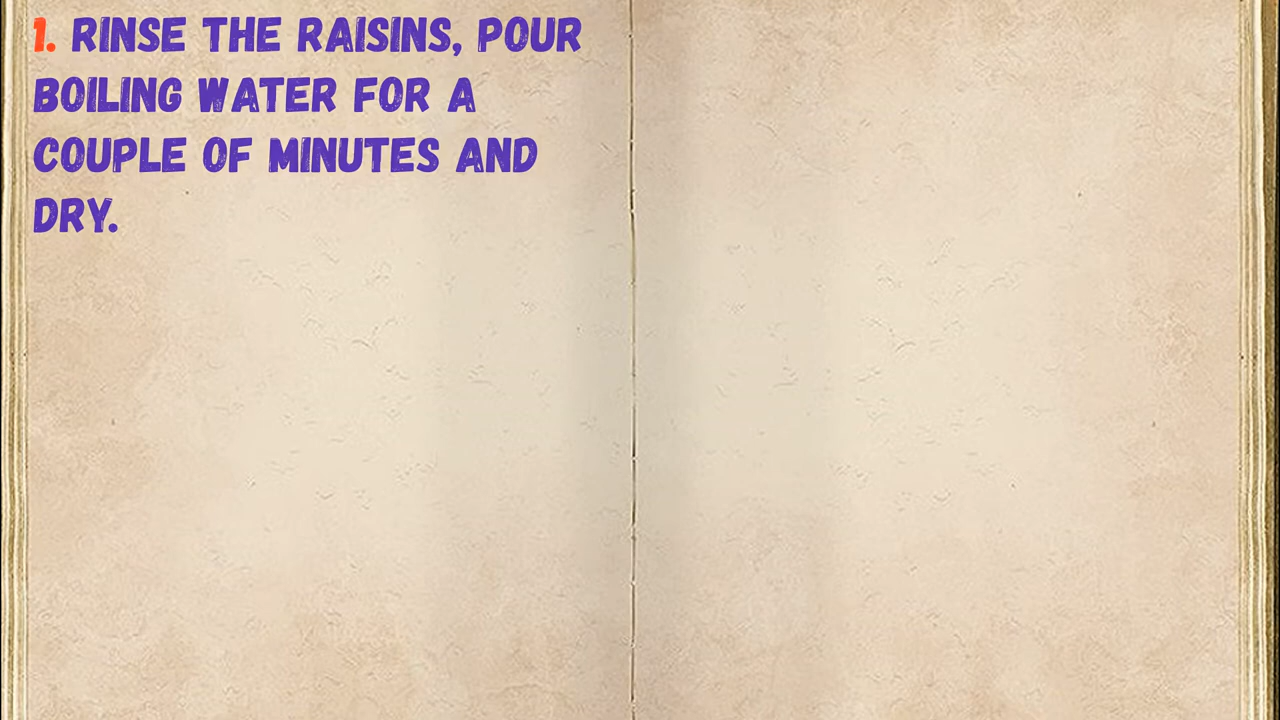 1. RINSE THE RAISINS, POUR
BOILING WATER FOR A
COUPLE OF MINUTES AND
DRY.